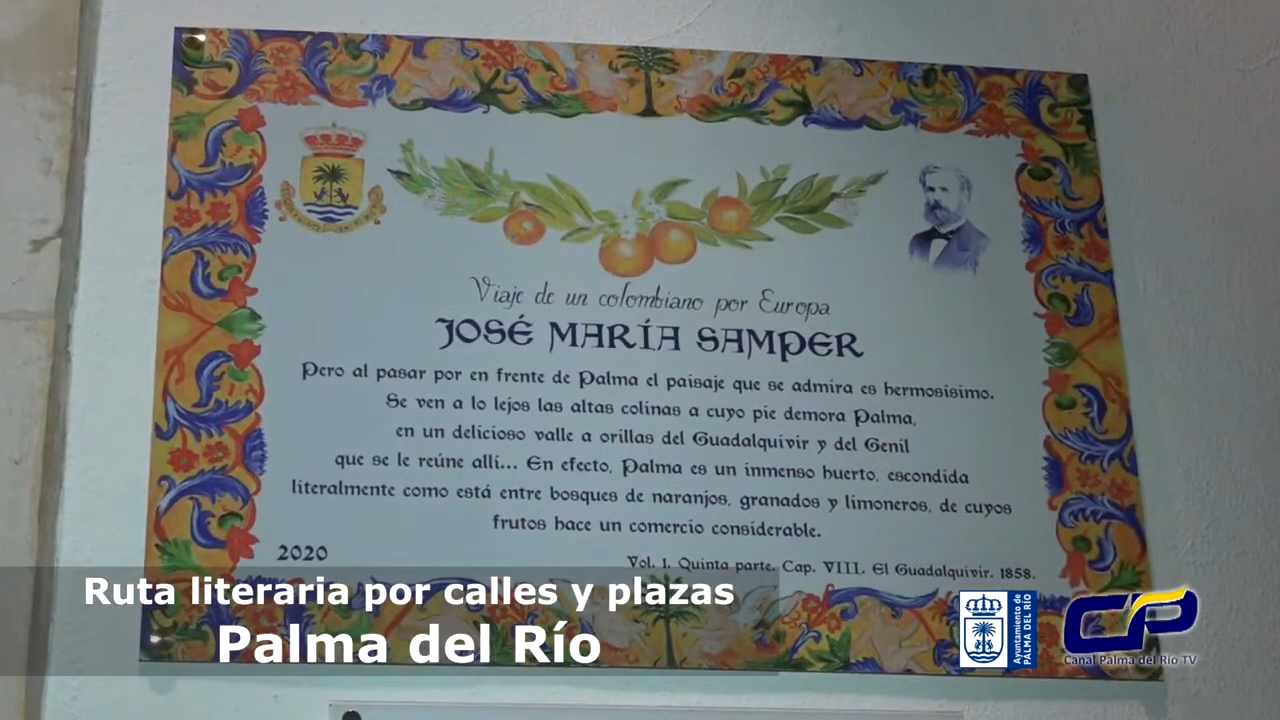 Viaje de un colombiano por Europa
JOSÉ MARÍA SAMPER
Pero al pasar por en frente de Palma el paisaje que se admira es hermosísimo.
Se ven a lo lejos las altas colinas a cuyo pie demora Palma,
en un delicioso valle a orillas del Guadalquivir y del Genil
que se le reúne allí... En efecto, Palma es un inmenso huerto, escondida
literalmente como está entre bosques de naranjos, granados y limoneros, de cuyos
frutos hace un comercio considerable.
2020
Vol. 1. Quinta parte. Cap. VIII. El Guadalquivir. 1858.
Ruta literaria por calles y plazas
Palma del Río
Ayuntamiento de
PALMA DEL RÍO
CP
Canal Palma del Río TV